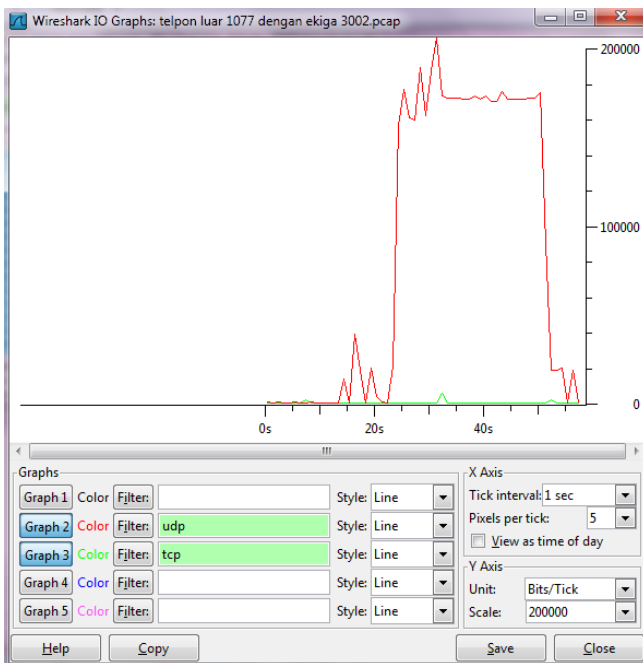 Wireshark IO Graphs: telpon luar 1077 dengan ekiga 3002.pcap
200000
100000
0
0s 20s 40s
Graphs
Graph 1 Color Filter: Style: Line
Graph 2 Color Filter: udp Style: Line
Graph 3 Color Filter: tcp Style: Line
Graph 4 Color Filter: Style: Line
Graph 5 Color Filter: Style: Line
X Axis
Tick interval: 1 sec
Pixels per tick: 5
View as time of day
Y Axis
Unit: Bits/Tick
Scale: 200000
Help Copy Save Close